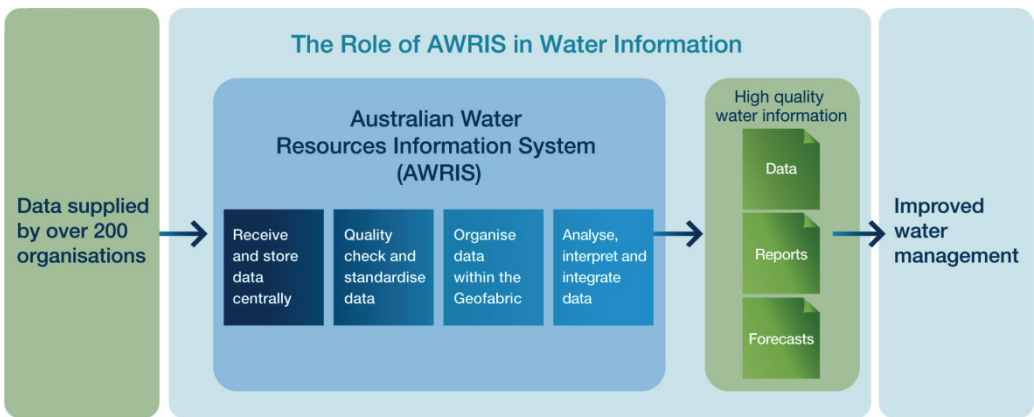 The Role of AWRIS in Water Information
Data supplied
by over 200
organisations
Australian Water
Resources Information System
(AWRIS)
Receive
and store
data
centrally
Quality
check and
standardise
data
Organise
data
within the
Geofabric
Analyse,
interpret and
integrate
data
High quality
water information
Data
Reports
Forecasts
Improved
water
management